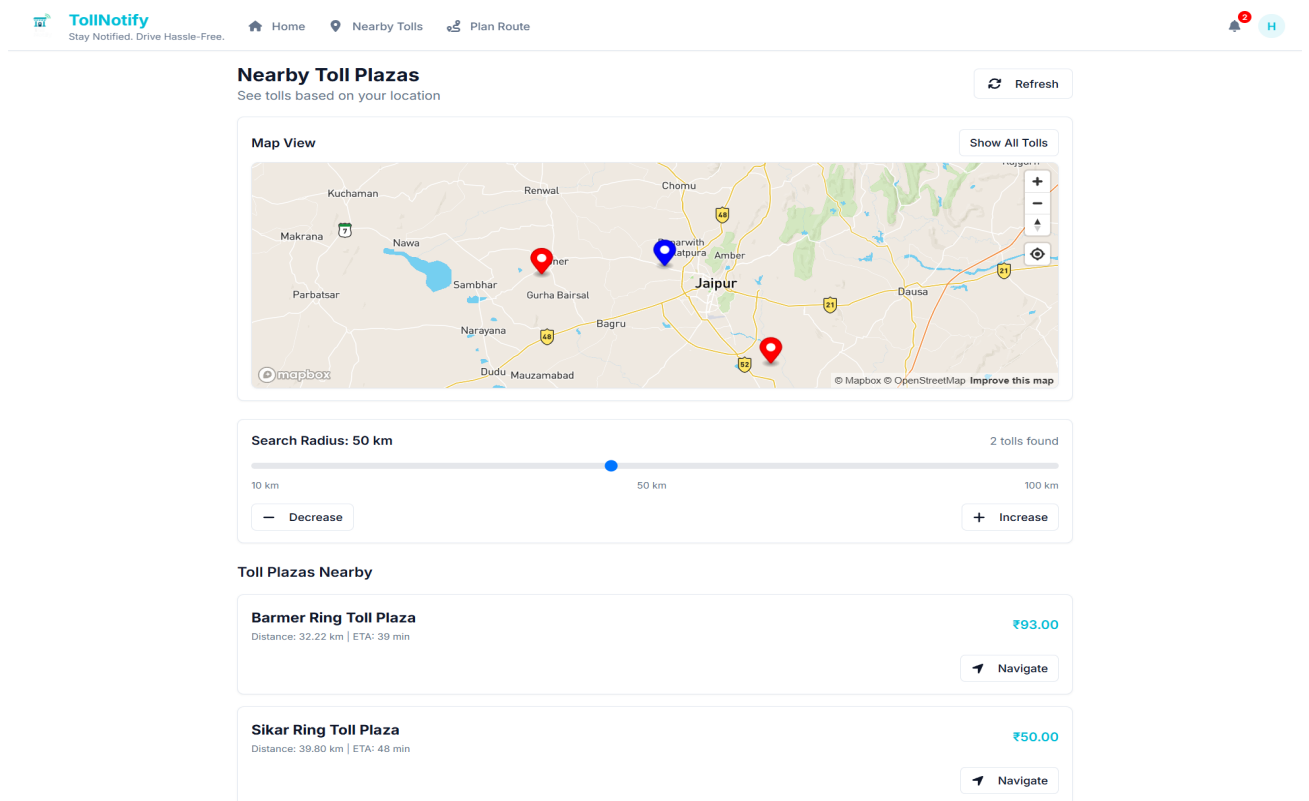 TollNotify
Stay Notified. Drive Hassle-Free.
Home
Nearby Tolls
Plan Route
2
H
Nearby Toll Plazas
See tolls based on your location
Refresh
Map View
Show All Tolls
Kuchaman
Renwal
Chomu
48
7
Makrana
Nawa
Amber
Jaipur
21
Sambhar
Parbatsar
Gurha Bairsal
Dausa
21
Bagru
Narayana
48
52
Dudu
Mauzamabad
mapbox
© Mapbox © OpenStreetMap Improve this map
Search Radius: 50 km
2 tolls found
10 km
50 km
100 km
Decrease
Increase
Toll Plazas Nearby
Barmer Ring Toll Plaza
₹93.00
Distance: 32.22 km | ETA: 39 min
Navigate
Sikar Ring Toll Plaza
₹50.00
Distance: 39.80 km | ETA: 48 min
Navigate